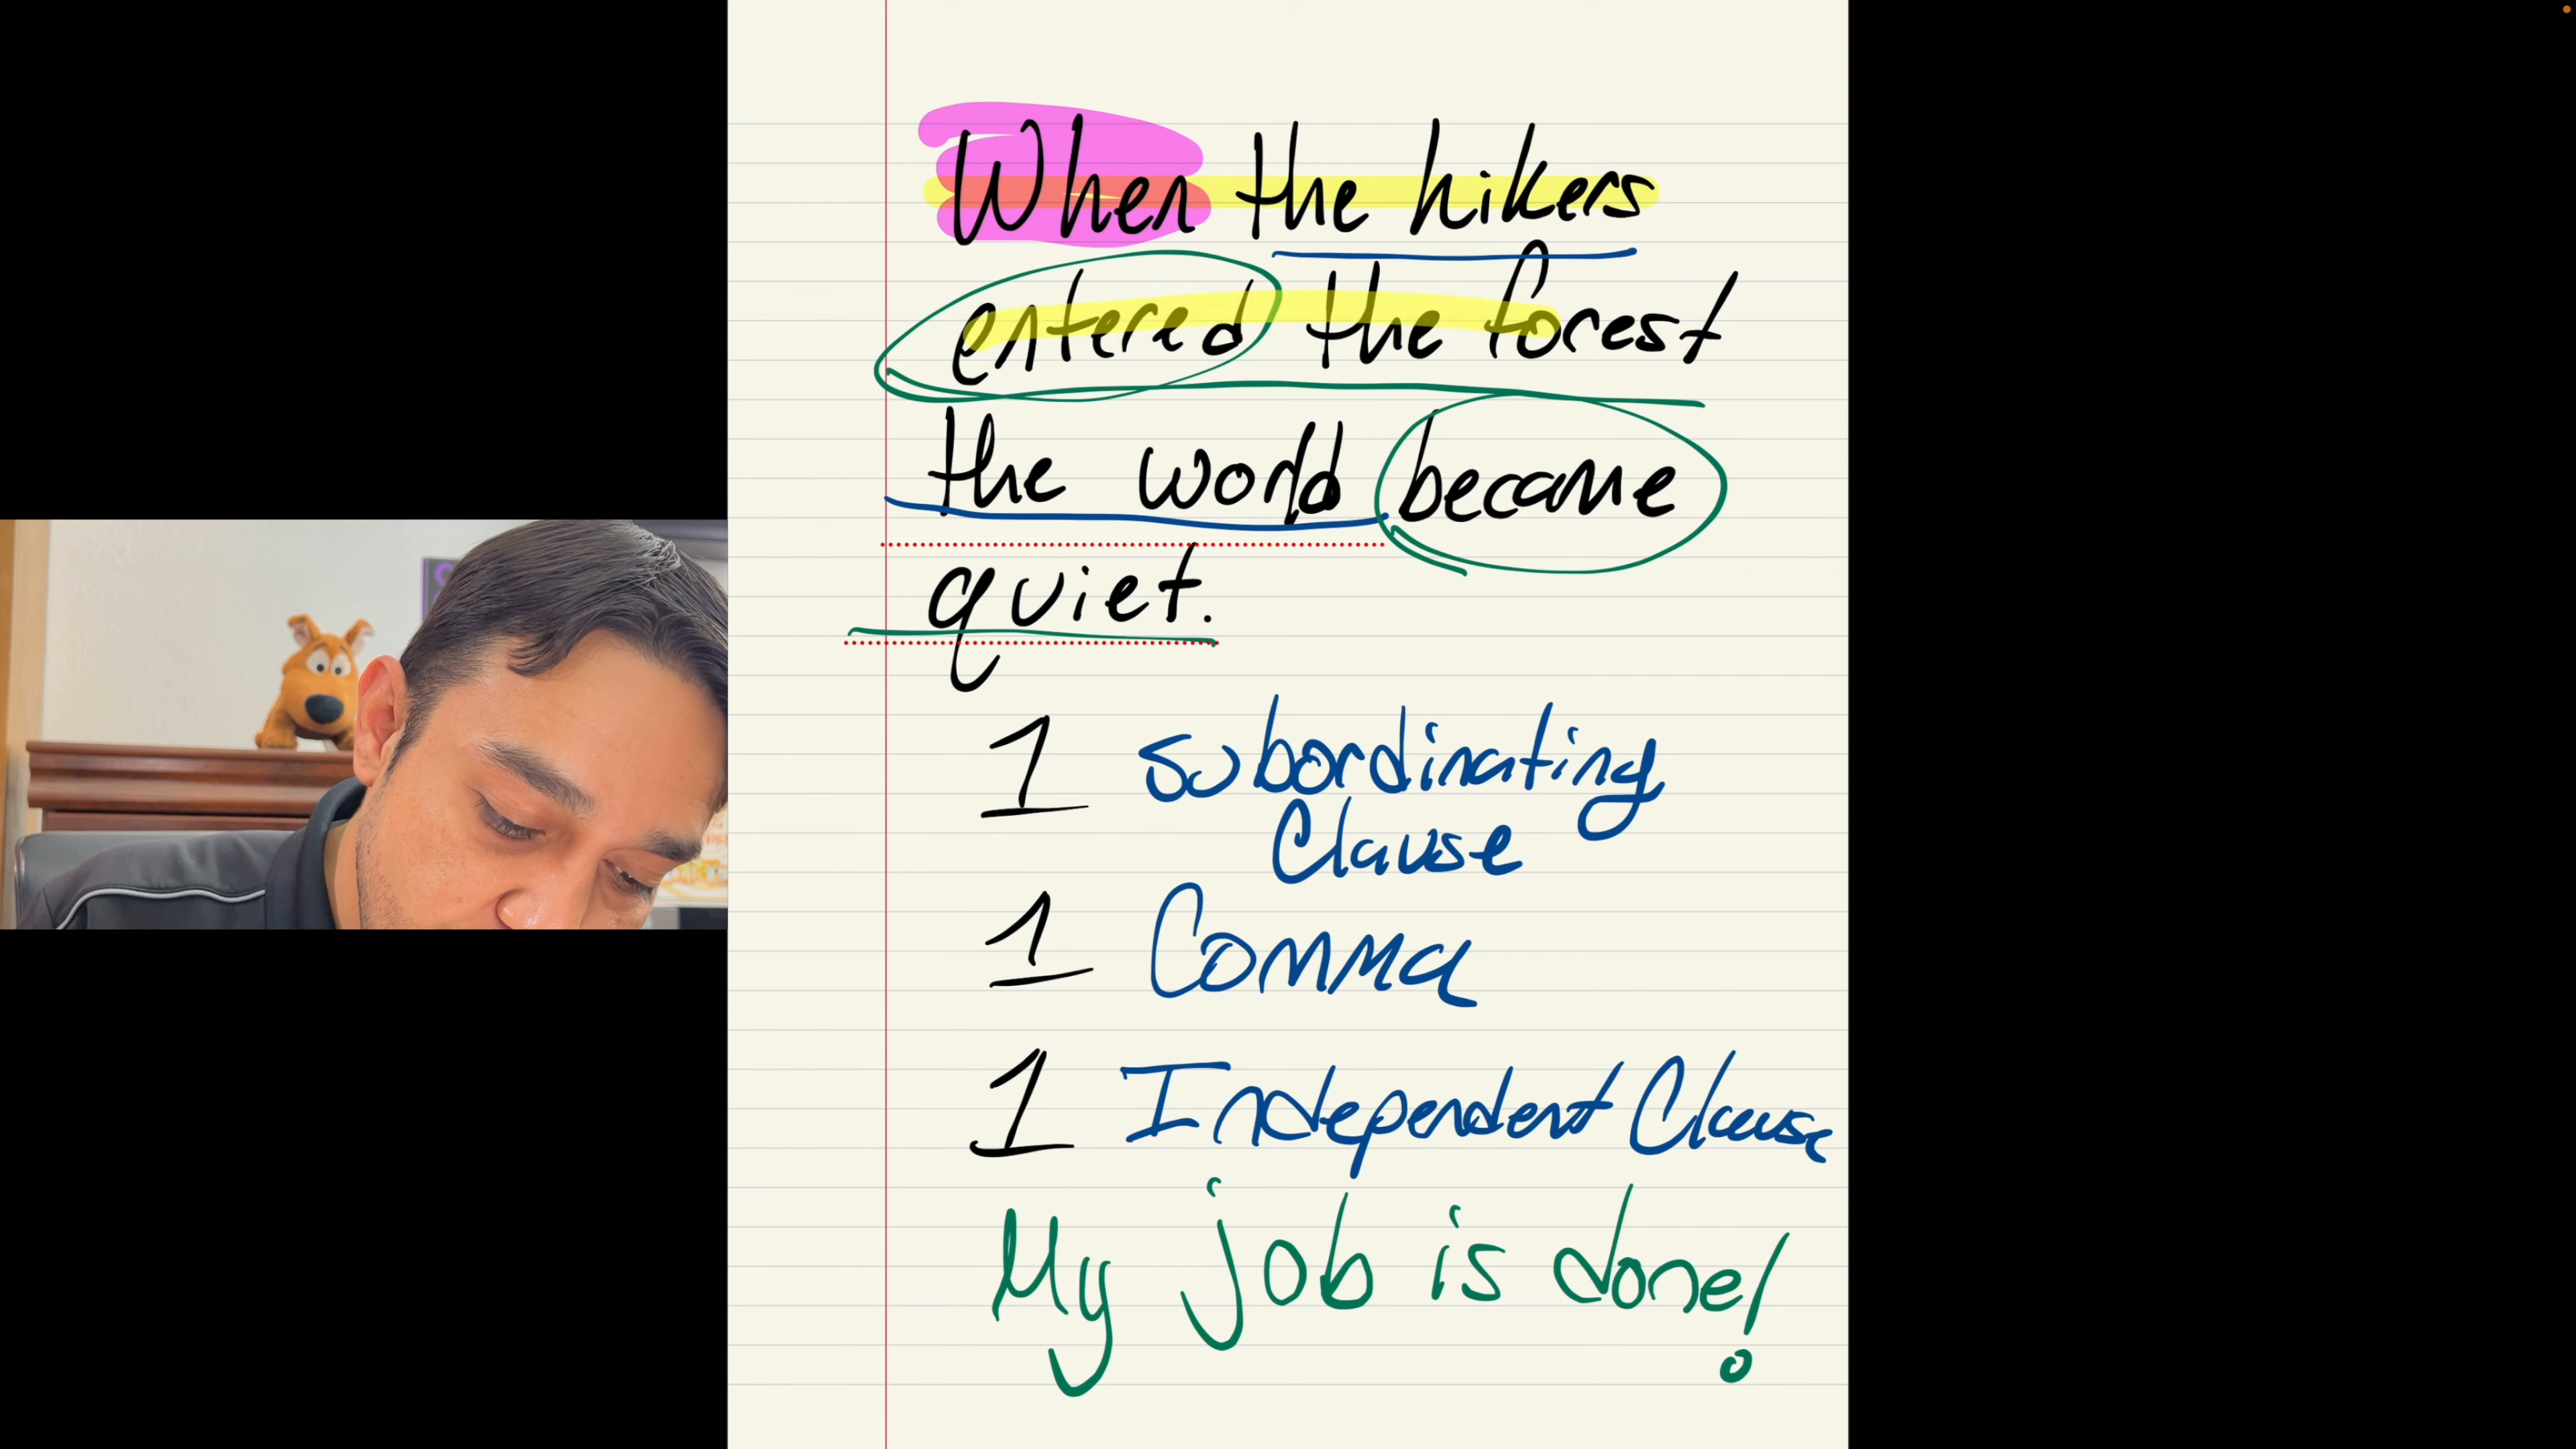 When the hikers
entered the forest
the world became
quiet.
1 subordinating
Clause
1 Comma
1 Independent Clause
My job is done!